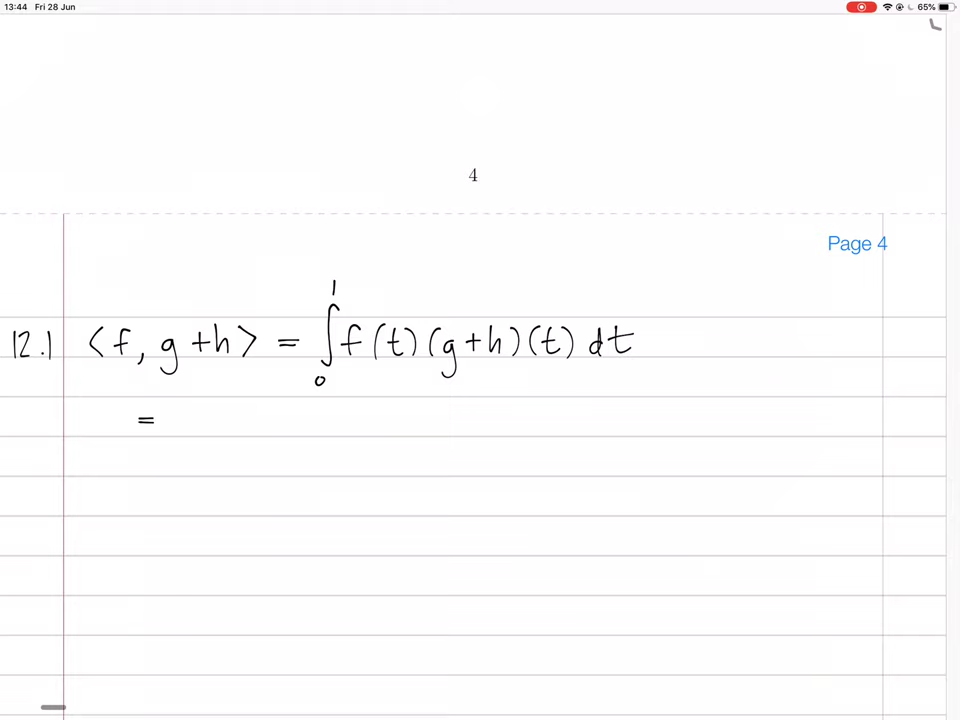 13:44 Fri 28 Jun 65%
4
Page 4
12.1 ⟨f, g+h⟩ = ∫₀¹ f(t)(g+h)(t) dt
=